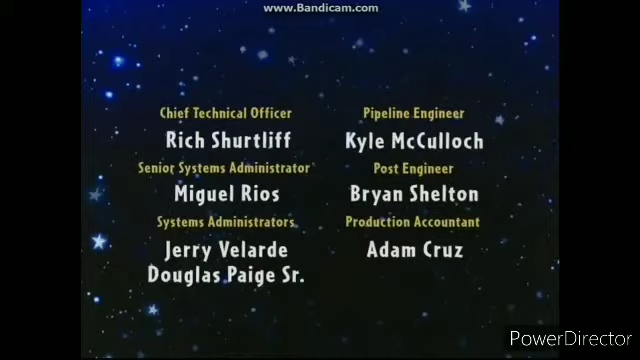 www.Bandicam.com
Chief Technical Officer
Rich Shurtliff
Senior Systems Administrator
Miguel Rios
Systems Administrators
Jerry Velarde
Douglas Paige Sr.
Pipeline Engineer
Kyle McCulloch
Post Engineer
Bryan Shelton
Production Accountant
Adam Cruz
PowerDirector